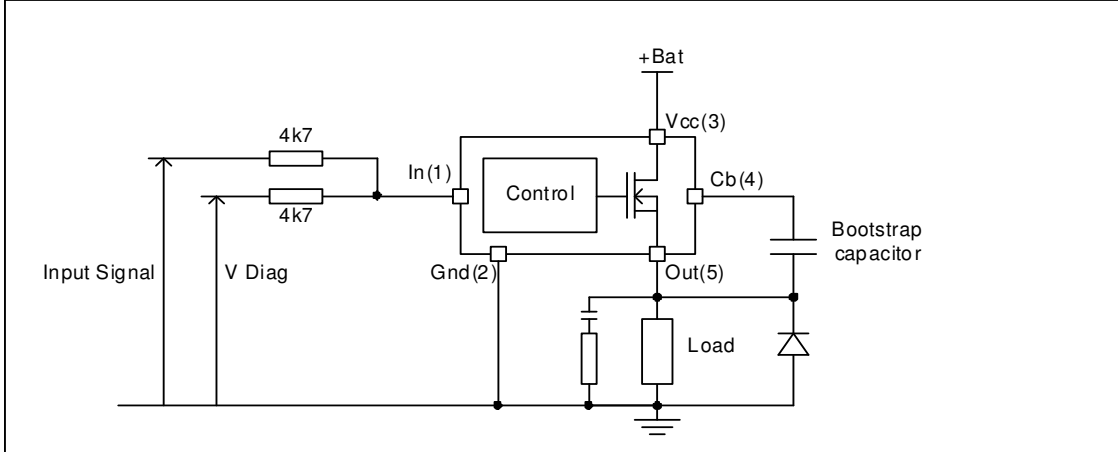 +Bat
Vcc(3)
4k7
In(1)
Control
Cb(4)
4k7
Bootstrap
capacitor
Input Signal
V Diag
Gnd(2)
Out(5)
Load